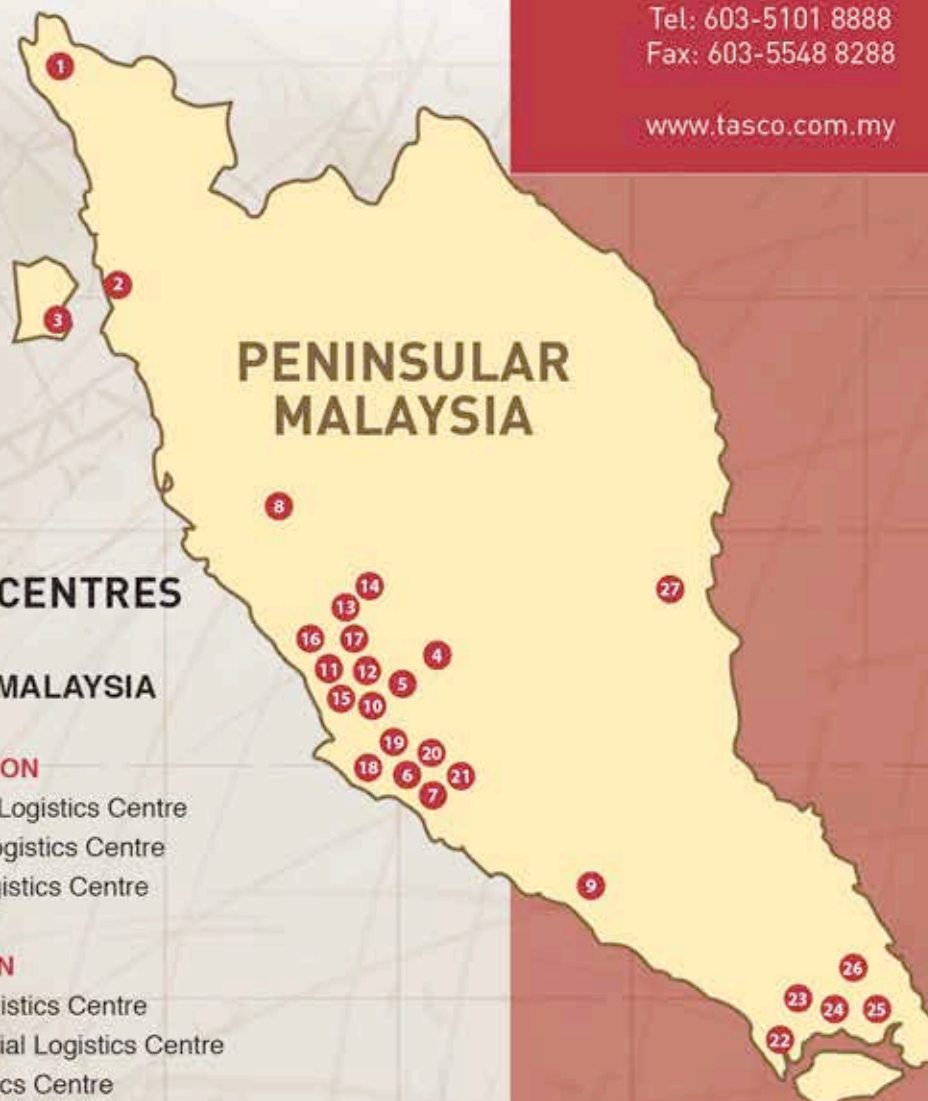 Tel: 603-5101 8888
Fax: 603-5548 8288
www.tasco.com.my
1
2
3
PENINSULAR
MALAYSIA
8
14
27
13
16
17
4
11
12
5
15
10
19
20
18
6
21
7
9
26
23
24
25
22
CENTRES
MALAYSIA
ON
Logistics Centre
ogistics Centre
istics Centre
N
istics Centre
ial Logistics Centre
cs Centre